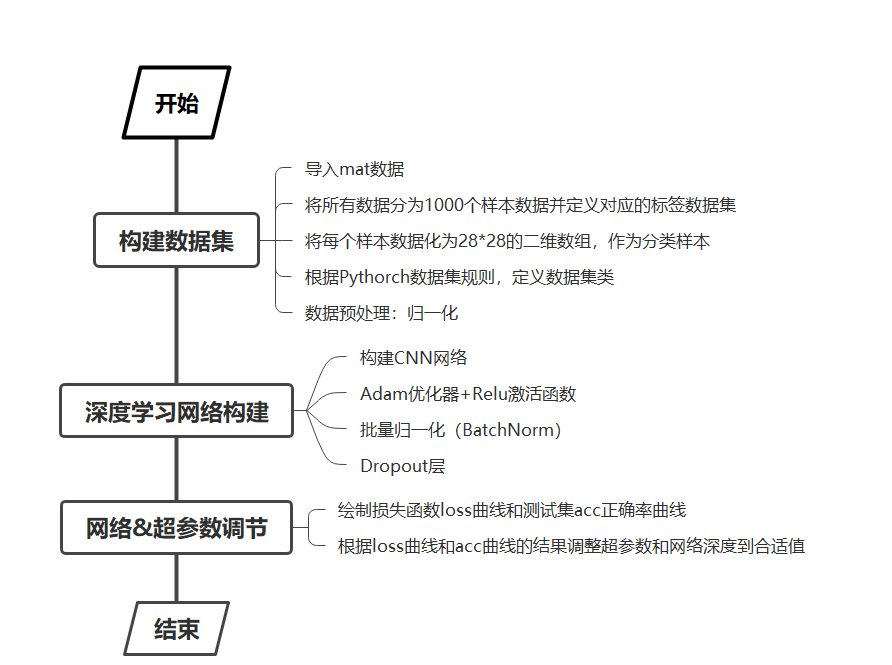 开始
构建数据集
导入mat数据
将所有数据分为1000个样本数据并定义对应的标签数据集
将每个样本数据化为28*28的二维数组，作为分类样本
根据Pythorch数据集规则，定义数据集类
数据预处理：归一化
深度学习网络构建
构建CNN网络
Adam优化器+Relu激活函数
批量归一化（BatchNorm）
Dropout层
网络&超参数调节
绘制损失函数loss曲线和测试集acc正确率曲线
根据loss曲线和acc曲线的结果调整超参数和网络深度到合适值
结束